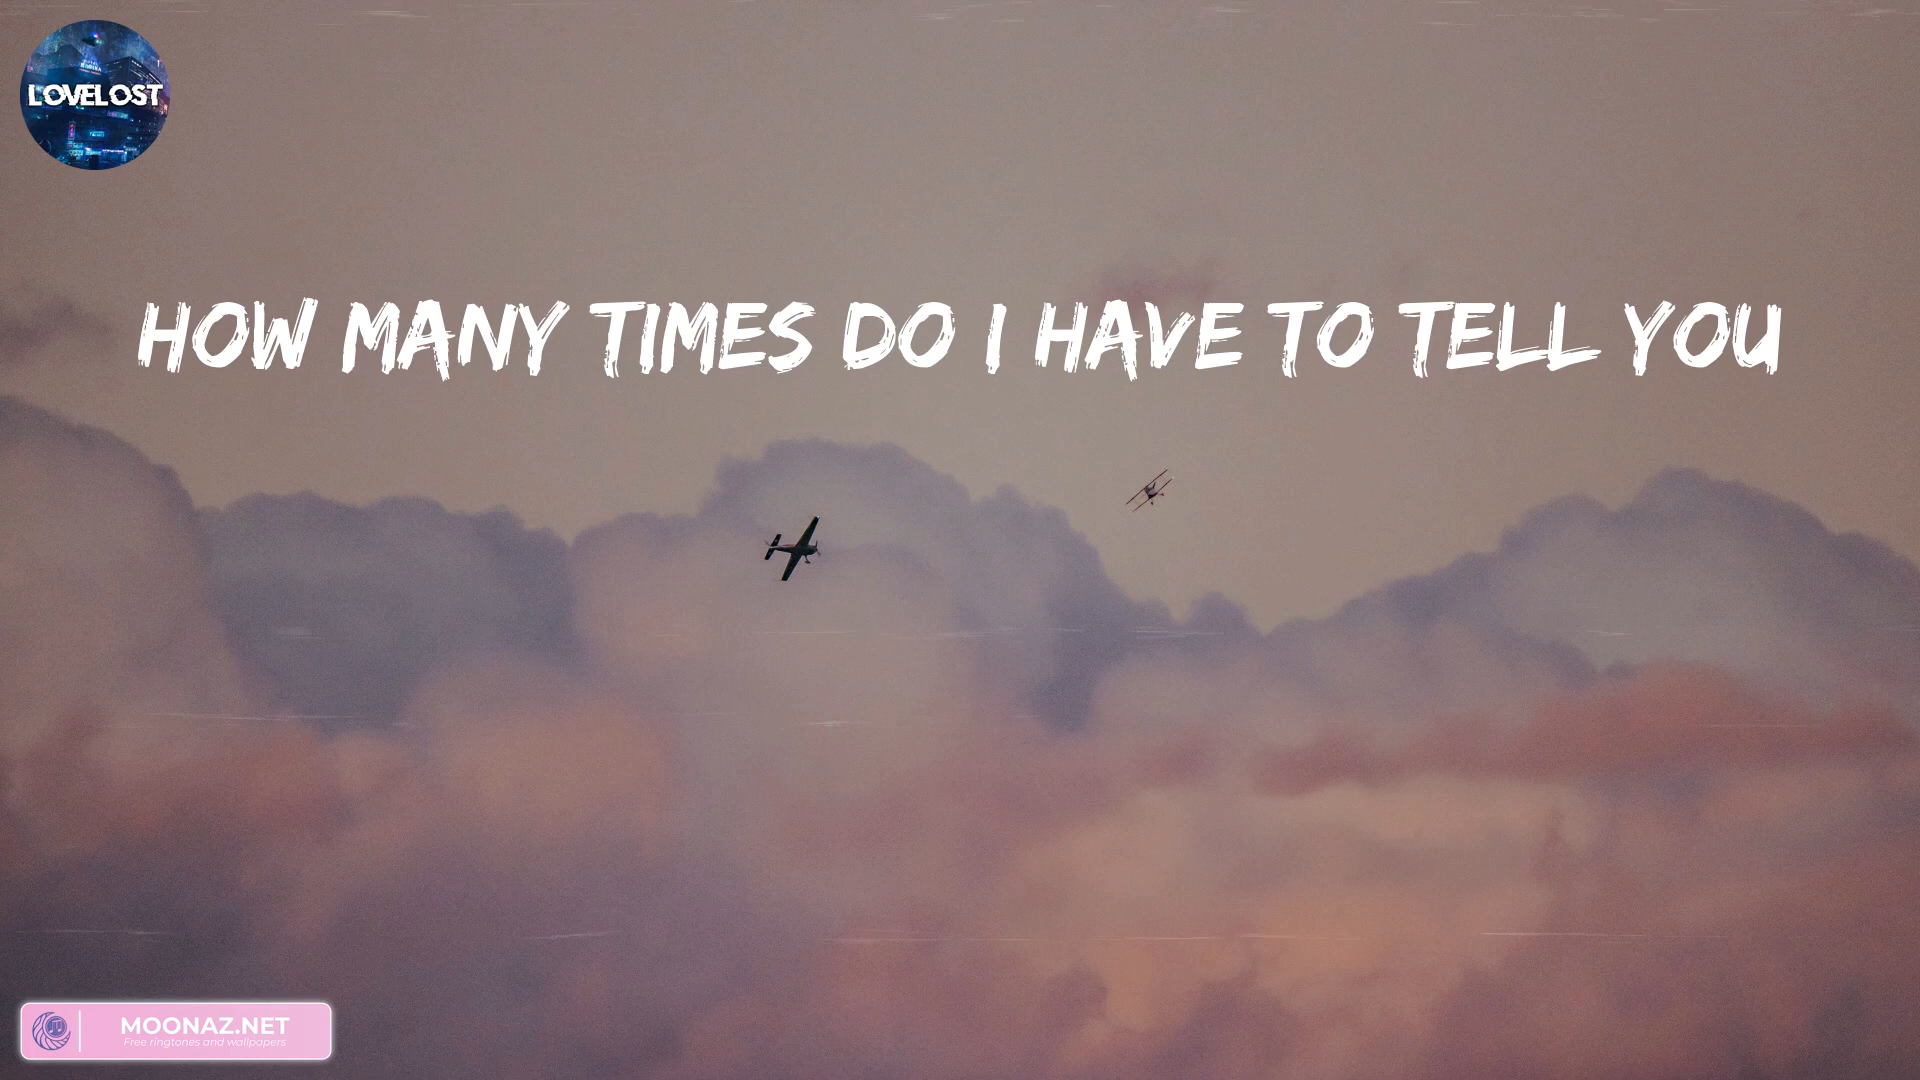 LOVELOST
HOW MANY TIMES DO I HAVE TO TELL YOU
MOONAZ.NET
Free ringtones and wallpapers